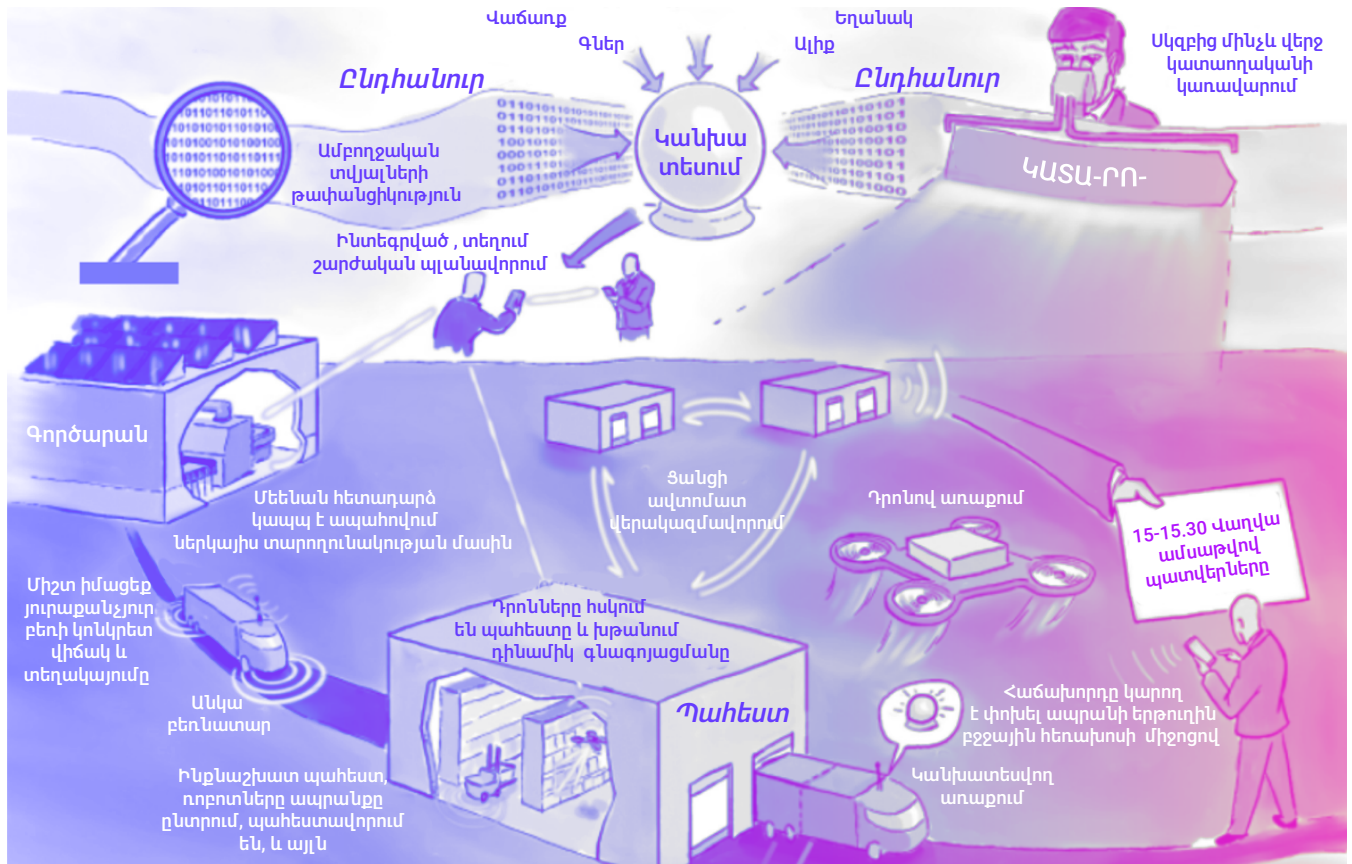 Վաճառք
Գներ
Եղանակ
Ալիք
Ընդհանուր
Ընդհանուր
Սկզբից մինչև վերջ
կատաողականի
կառավարում
Կանխա
տեսում
Ամբողջական
տվյալների
թափանցիկություն
ԿԱՏԱ-ՐՈ-
Ինտեգրված , տեղում
շարժական պլանավորում
Գործարան
Մեենան հետադարձ
կապպ է ապահովում
ներկայիս տարողունակության մասին
Ցանցի
ավտոմատ
վերակազմավորում
Դրոնով առաքում
15-15.30 Վաղվա
ամսաթվով
պատվերները
Միշտ իմացեք
յուրաքանչյուր
բեռի կոնկրետ
վիճակ և
տեղակայումը
Անկա
բեռնատար
Դրոնները հսկում
են պահեստը և խթանում
դինամիկ գնագոյացմանը
Պահեստ
Հաճախորդը կարող
է փոխել ապրանի երթուղին
բջջային հեռախոսի միջոցով
Կանխատեսվող
առաքում
Ինքնաշխատ պահեստ,
ռոբոտները ապրանքը
ընտրում, պահեստավորում
են, և այլն